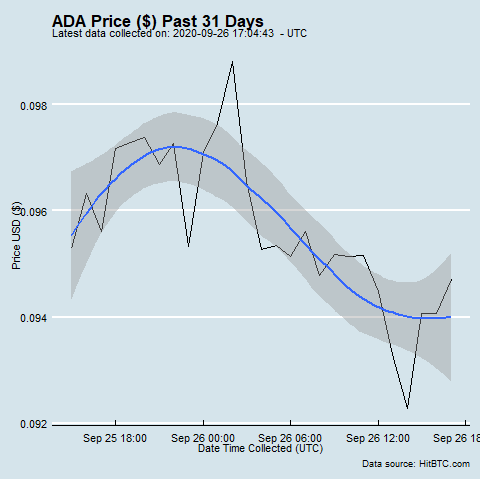 ADA Price ($) Past 31 Days
Latest data collected on: 2020-09-26 17:04:43 - UTC
0.098
0.096
0.094
0.092
Price USD ($)
Sep 25 18:00 Sep 26 00:00 Sep 26 06:00 Sep 26 12:00 Sep 26 18
Date Time Collected (UTC)
Data source: HitBTC.com